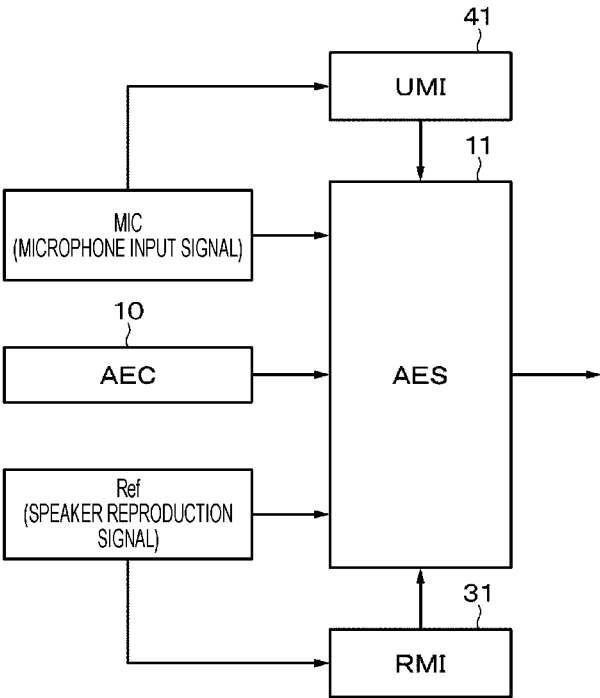 41
UMI
11
MIC
(MICROPHONE INPUT SIGNAL)
10
AEC
AES
Ref
(SPEAKER REPRODUCTION
SIGNAL)
31
RMI